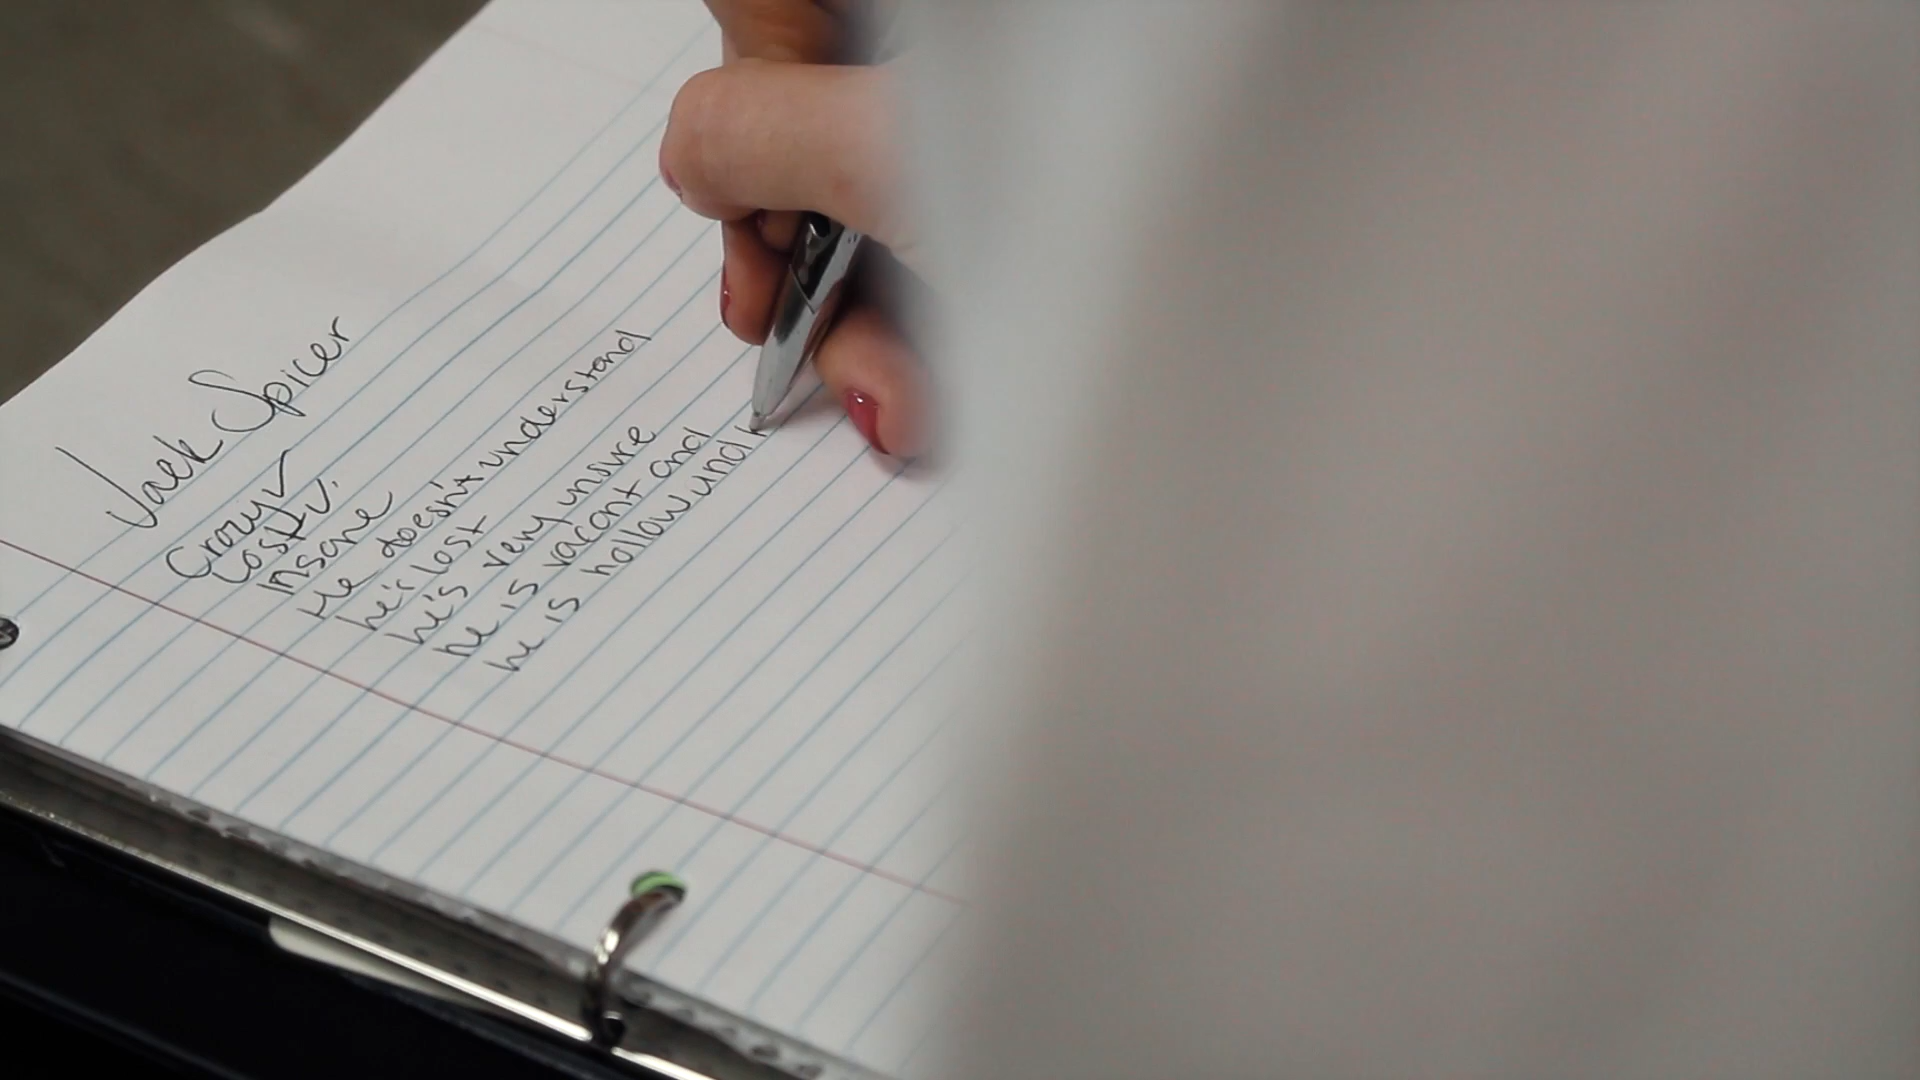 Jack Spicer
Crazy ✓
Lost ✓.
Insane
He doesn't understand
he's lost
he's very unsure
he is vacant and
he is hollow und